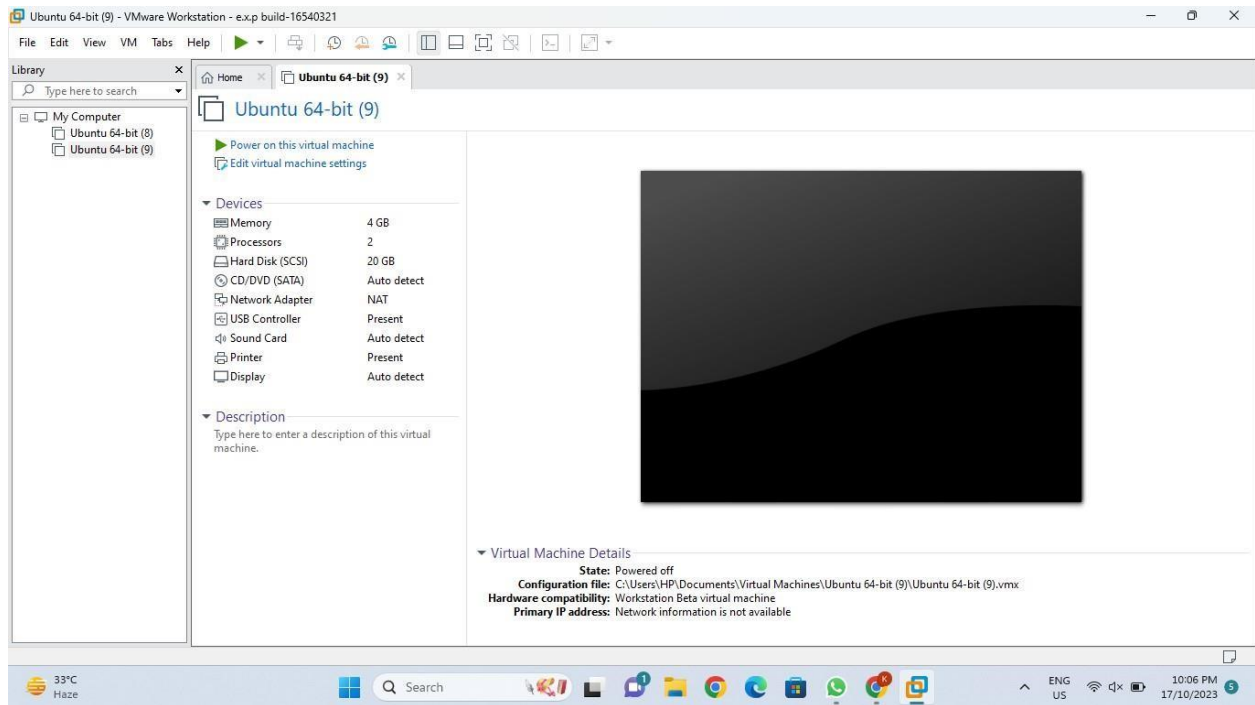 Ubuntu 64-bit (9) - VMware Workstation - e.x.p build-16540321
File Edit View VM Tabs Help
Library
Type here to search
My Computer
Ubuntu 64-bit (8)
Ubuntu 64-bit (9)
Home
Ubuntu 64-bit (9)
Ubuntu 64-bit (9)
Power on this virtual machine
Edit virtual machine settings
Devices
Memory 4 GB
Processors 2
Hard Disk (SCSI) 20 GB
CD/DVD (SATA) Auto detect
Network Adapter NAT
USB Controller Present
Sound Card Auto detect
Printer Present
Display Auto detect
Description
Type here to enter a description of this virtual
machine.
Virtual Machine Details
State: Powered off
Configuration file: C:\Users\HP\Documents\Virtual Machines\Ubuntu 64-bit (9)\Ubuntu 64-bit (9).vmx
Hardware compatibility: Workstation Beta virtual machine
Primary IP address: Network information is not available
33°C
Haze
Search
1
K
ENG
US
10:06 PM
17/10/2023
5